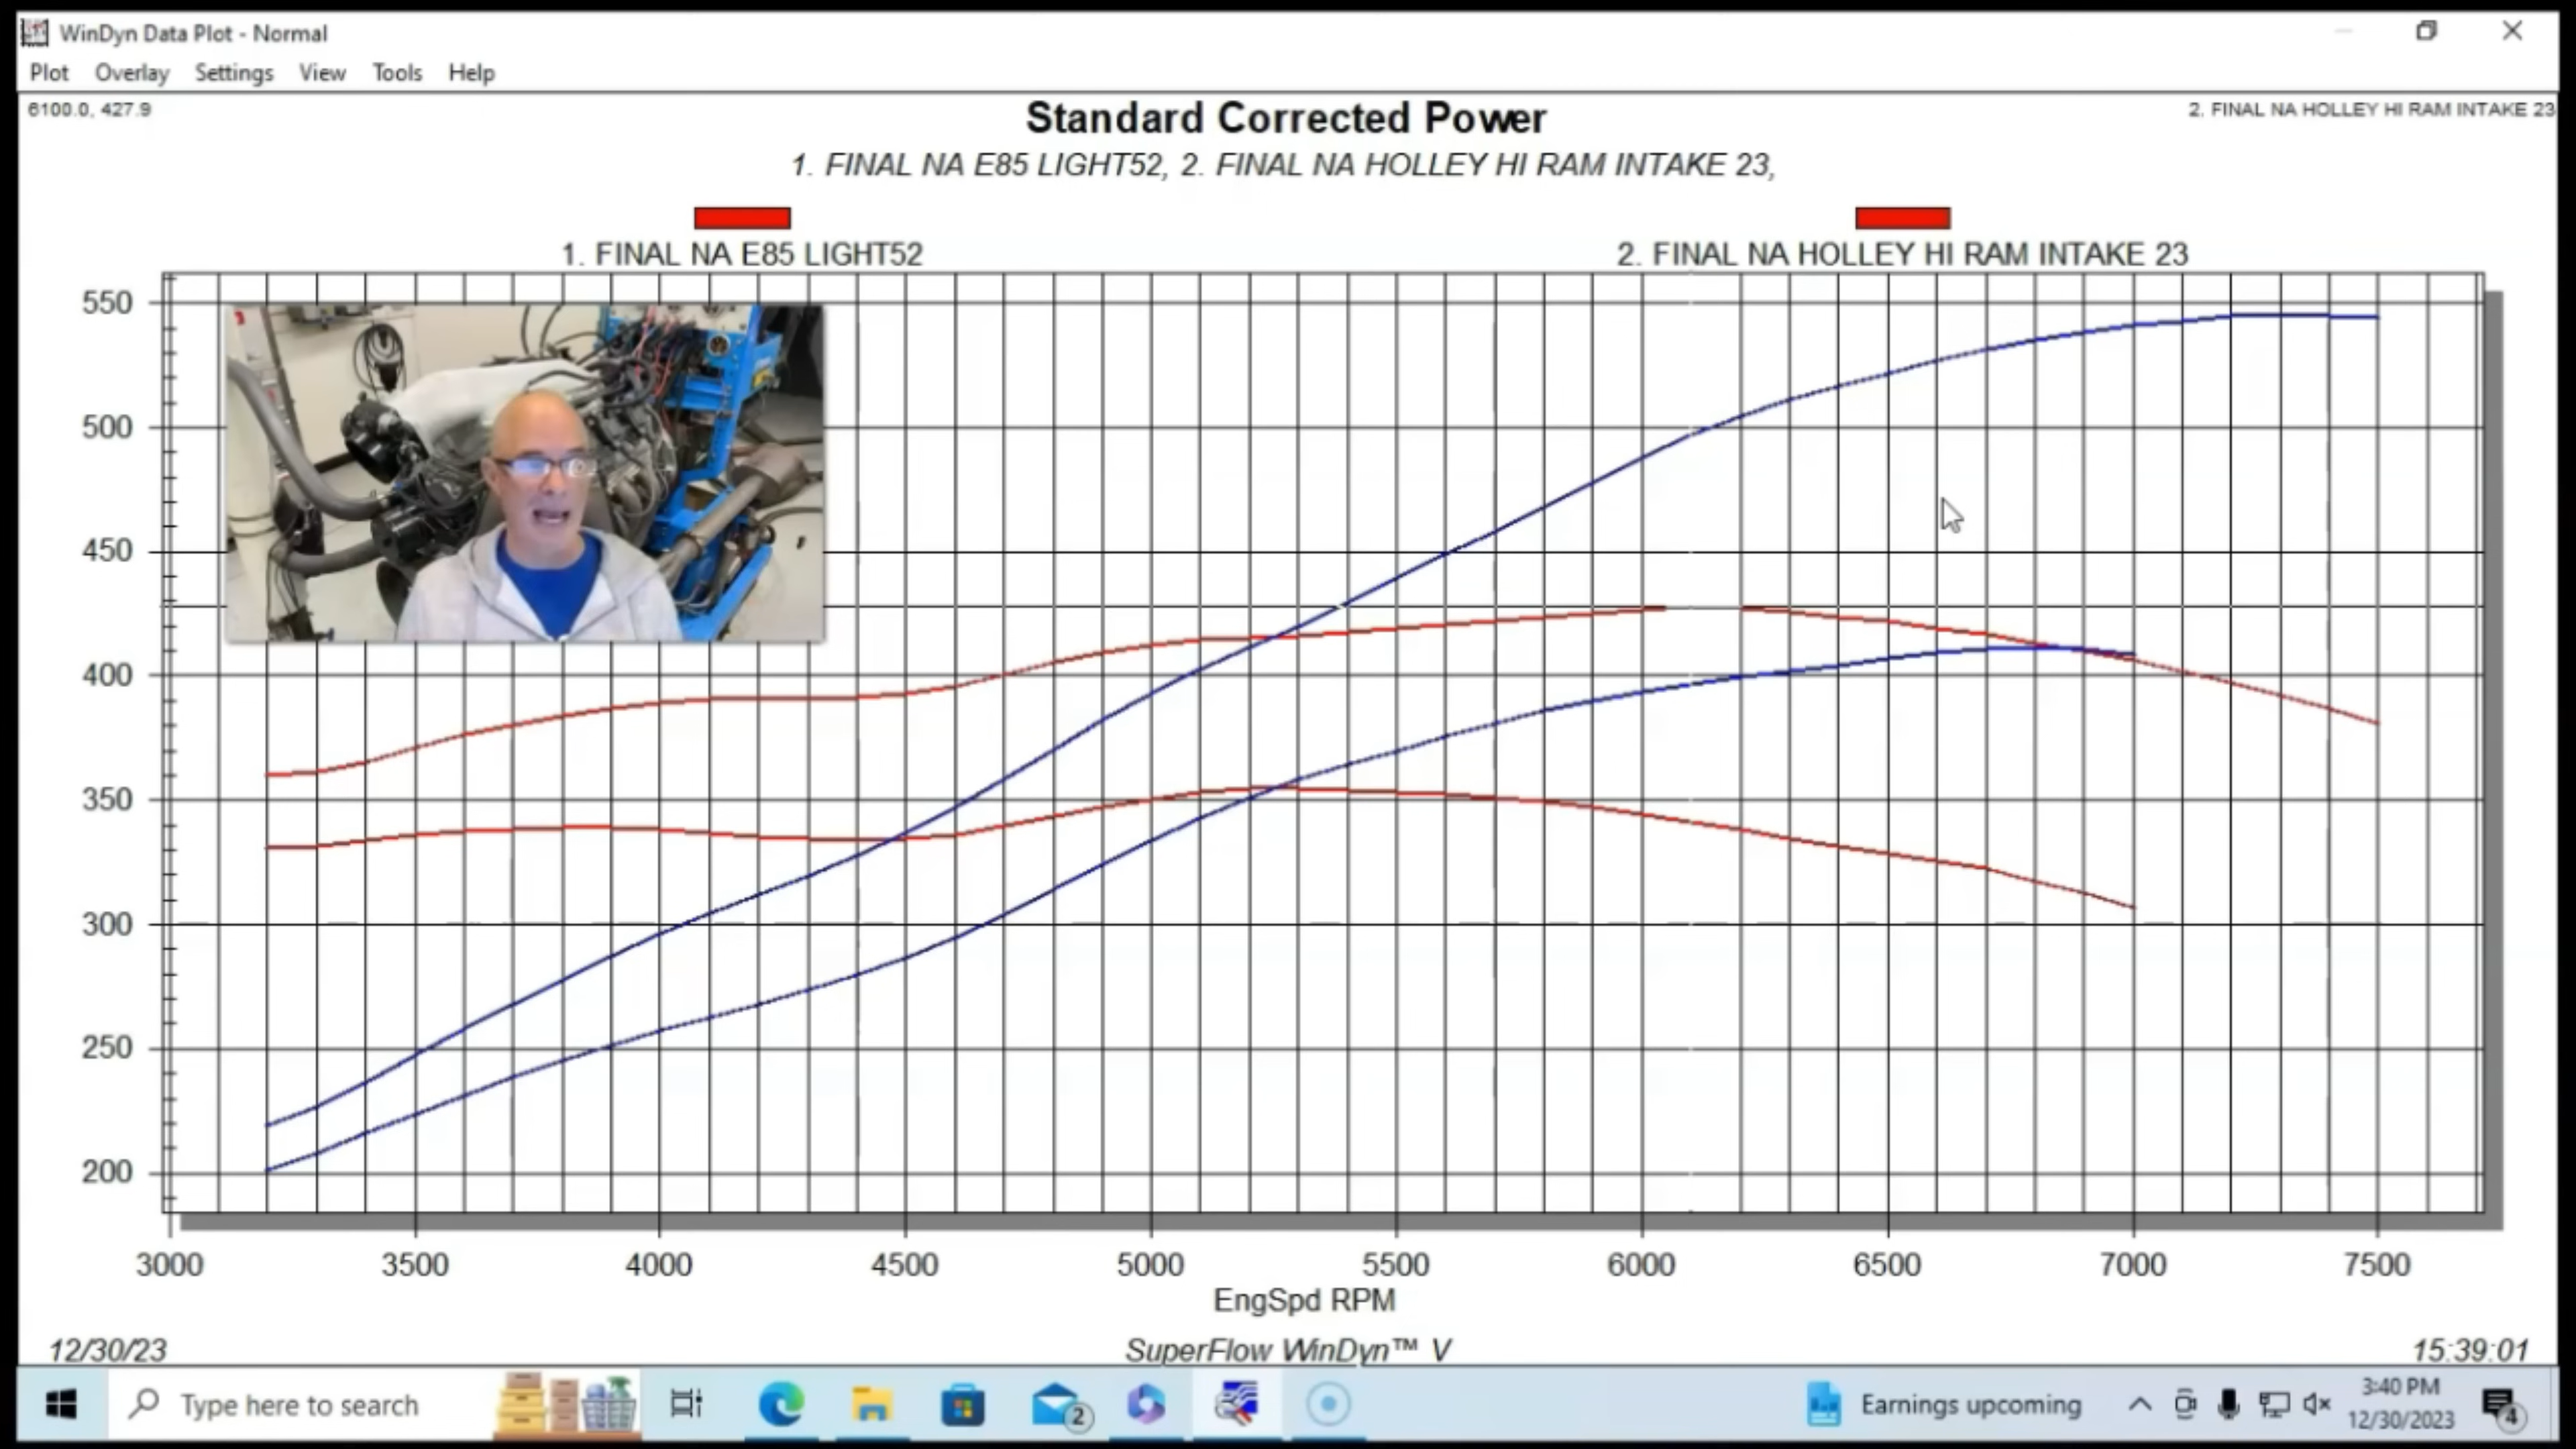 WinDyn Data Plot - Normal
Plot Overlay Settings View Tools Help
6100.0, 427.9
Standard Corrected Power
2. FINAL NA HOLLEY HI RAM INTAKE 23
1. FINAL NA E85 LIGHT52, 2. FINAL NA HOLLEY HI RAM INTAKE 23,
1. FINAL NA E85 LIGHT52
2. FINAL NA HOLLEY HI RAM INTAKE 23
550
500
450
400
350
300
250
200
3000 3500 4000 4500 5000 5500 6000 6500 7000 7500
EngSpd RPM
12/30/23
SuperFlow WinDyn™ V
15:39:01
Type here to search
2
Earnings upcoming
3:40 PM
12/30/2023
4